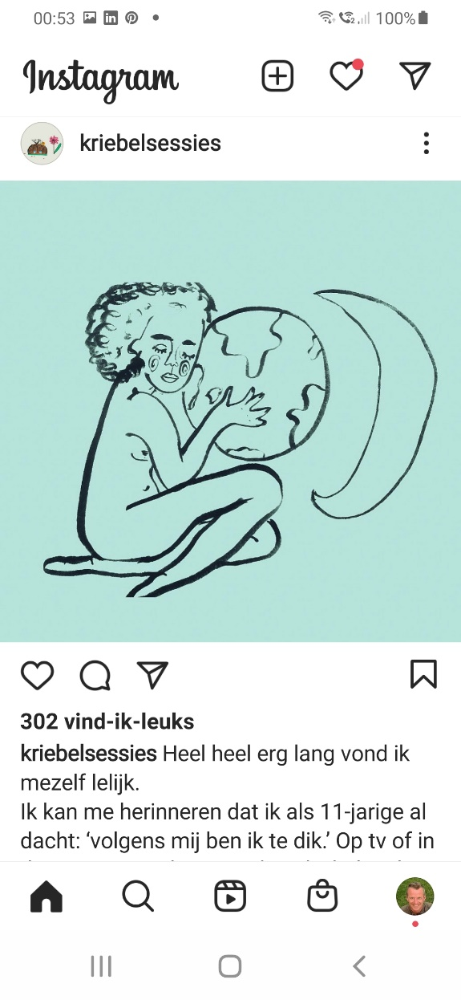 00:53
100%
Instagram
kriebelsessies
302 vind-ik-leuks
kriebelsessies Heel heel erg lang vond ik
mezelf lelijk.
Ik kan me herinneren dat ik als 11-jarige al
dacht: ‘volgens mij ben ik te dik.’ Op tv of in